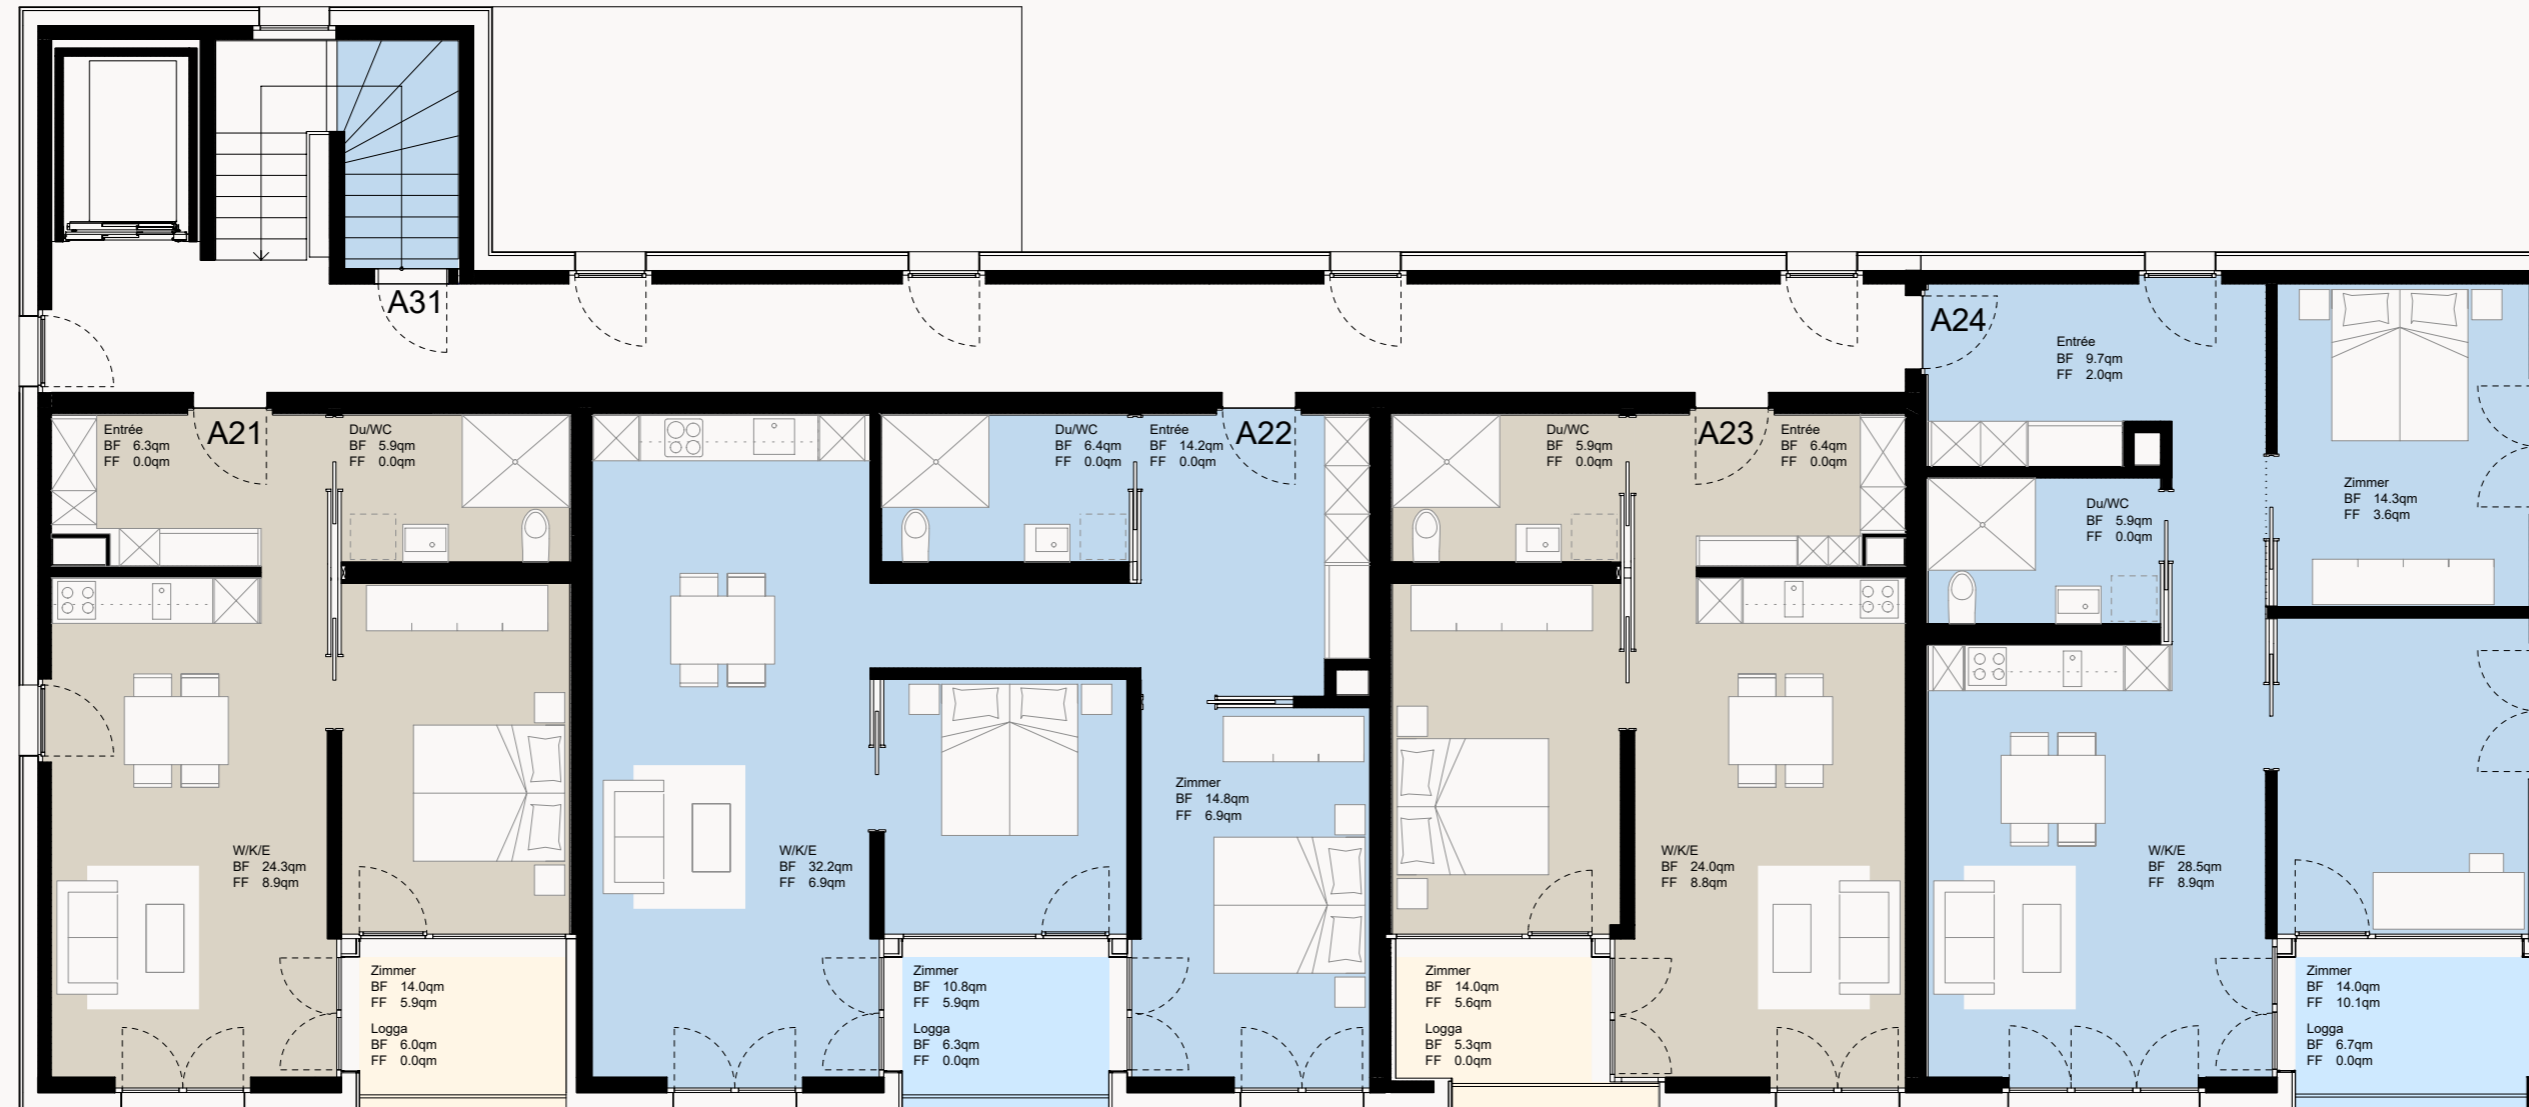 A31
A24
Entrée
BF 9.7qm
FF 2.0qm
Entrée
BF 6.3qm
FF 0.0qm
A21
Du/WC
BF 5.9qm
FF 0.0qm
Du/WC
BF 6.4qm
FF 0.0qm
Entrée
BF 14.2qm
FF 0.0qm
A22
Du/WC
BF 5.9qm
FF 0.0qm
A23
Entrée
BF 6.4qm
FF 0.0qm
Zimmer
BF 14.3qm
FF 3.6qm
Du/WC
BF 5.9qm
FF 0.0qm
Zimmer
BF 14.8qm
FF 6.9qm
W/K/E
BF 24.3qm
FF 8.9qm
W/K/E
BF 32.2qm
FF 6.9qm
W/K/E
BF 24.0qm
FF 8.8qm
W/K/E
BF 28.5qm
FF 8.9qm
Zimmer
BF 14.0qm
FF 5.9qm
Logga
BF 6.0qm
FF 0.0qm
Zimmer
BF 10.8qm
FF 5.9qm
Logga
BF 6.3qm
FF 0.0qm
Zimmer
BF 14.0qm
FF 5.6qm
Logga
BF 5.3qm
FF 0.0qm
Zimmer
BF 14.0qm
FF 10.1qm
Logga
BF 6.7qm
FF 0.0qm